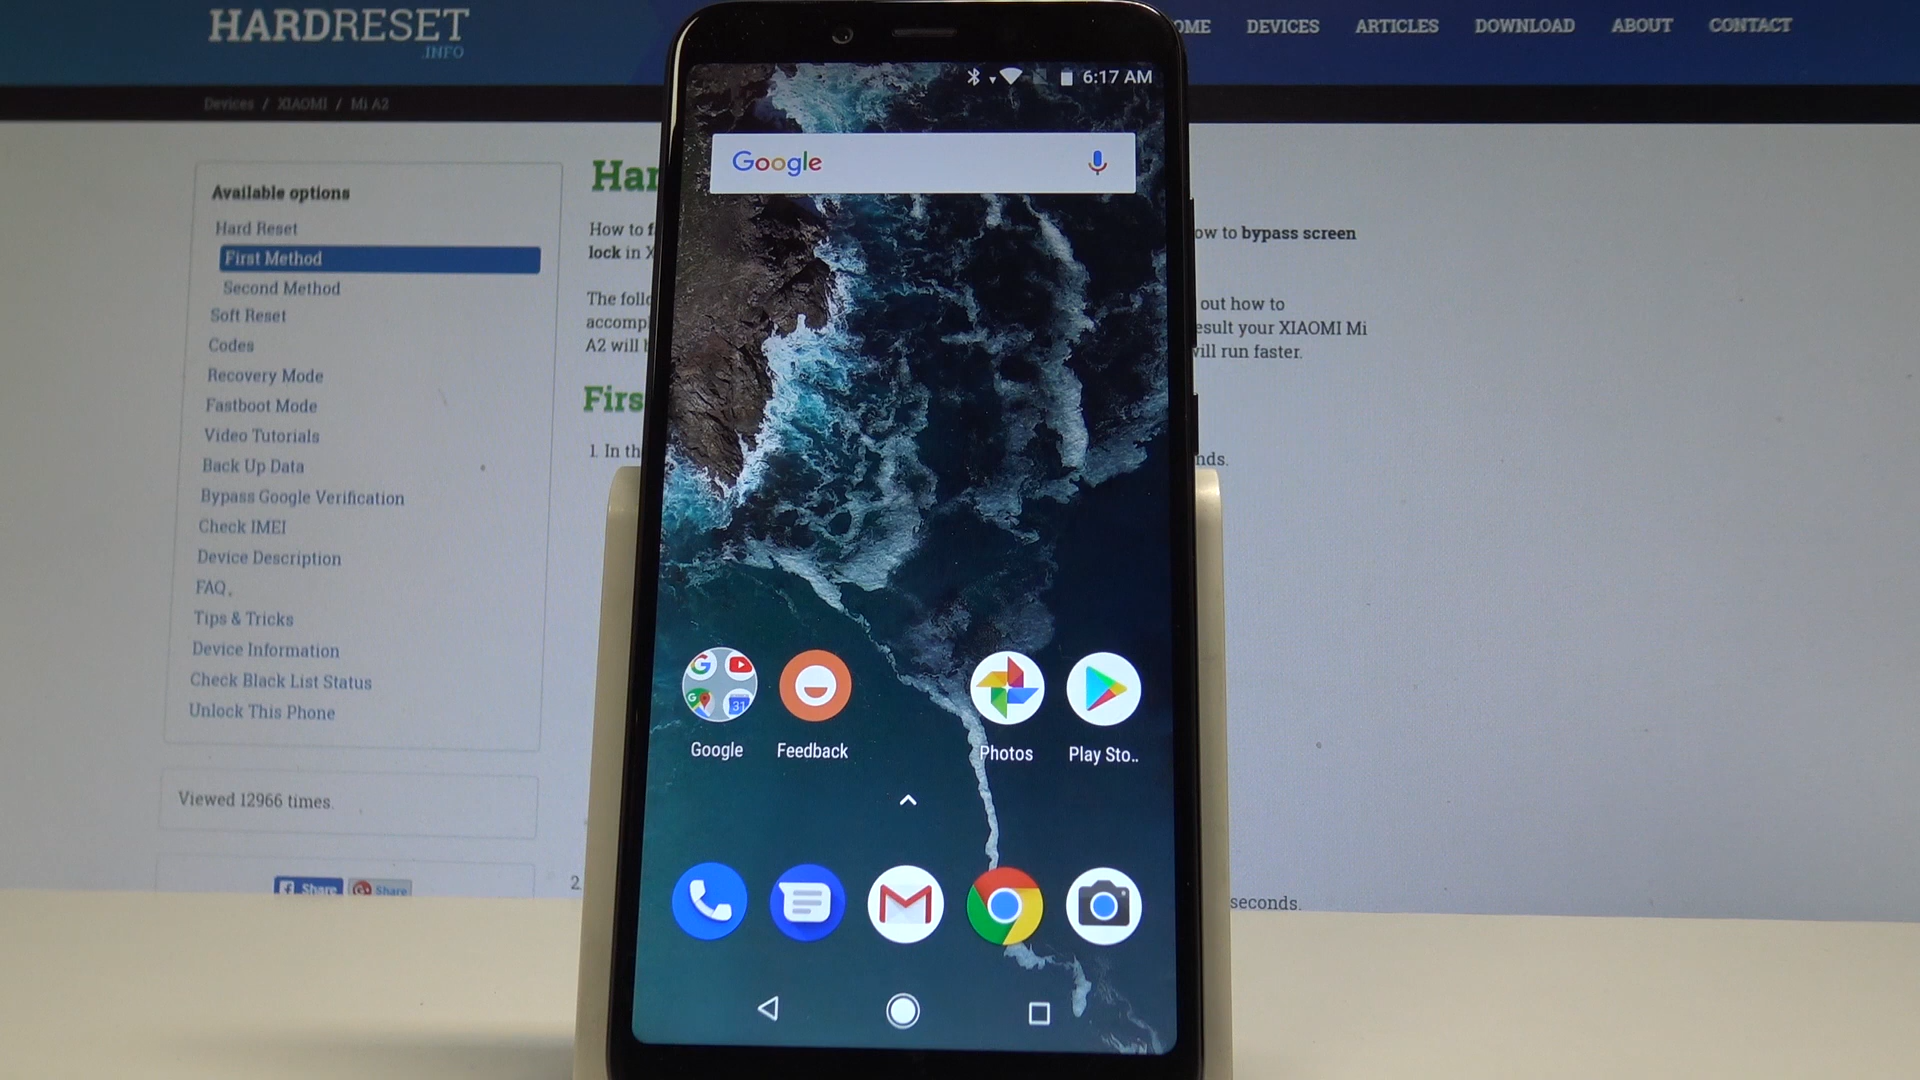 HARDRESET
.INFO
OME DEVICES ARTICLES DOWNLOAD ABOUT CONTACT
Devices / XIAOMI / Mi A2
Available options
Hard Reset
First Method
Second Method
Soft Reset
Codes
Recovery Mode
Fastboot Mode
Video Tutorials
Back Up Data
Bypass Google Verification
Check IMEI
Device Description
FAQ
Tips & Tricks
Device Information
Check Black List Status
Unlock This Phone
Viewed 12966 times.
Share
Share
Har
How to f
ow to bypass screen
lock in X
The follo
out how to
accompl
esult your XIAOMI Mi
A2 will b
will run faster.
Firs
1. In th
nds.
2.
seconds.
6:17 AM
Google
31
Google Feedback Photos Play Sto..